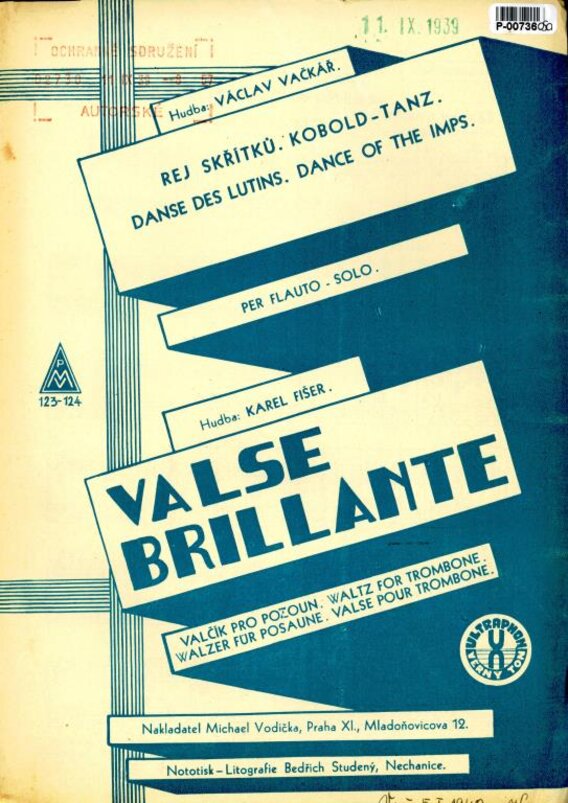 11. IX. 1939
P-00736
OCHRANNÉ SDRUŽENÍ
AUTORSKÉ
Hudba: VÁCLAV VAČKÁŘ.
REJ SKŘÍTKŮ. KOBOLD-TANZ.
DANSE DES LUTINS. DANCE OF THE IMPS.
PER FLAUTO-SOLO.
P
M
123-124
Hudba: KAREL FIŠER.
VALSE
BRILLANTE
VALČÍK PRO POZOUN. WALTZ FOR TROMBONE.
WALZER FÜR POSAUNE. VALSE POUR TROMBONE.
ULTRAPHON
VĚRNÝ TON
Nakladatel Michael Vodička, Praha XI., Mladoňovicova 12.
Nototisk-Litografie Bedřich Studený, Nechanice.